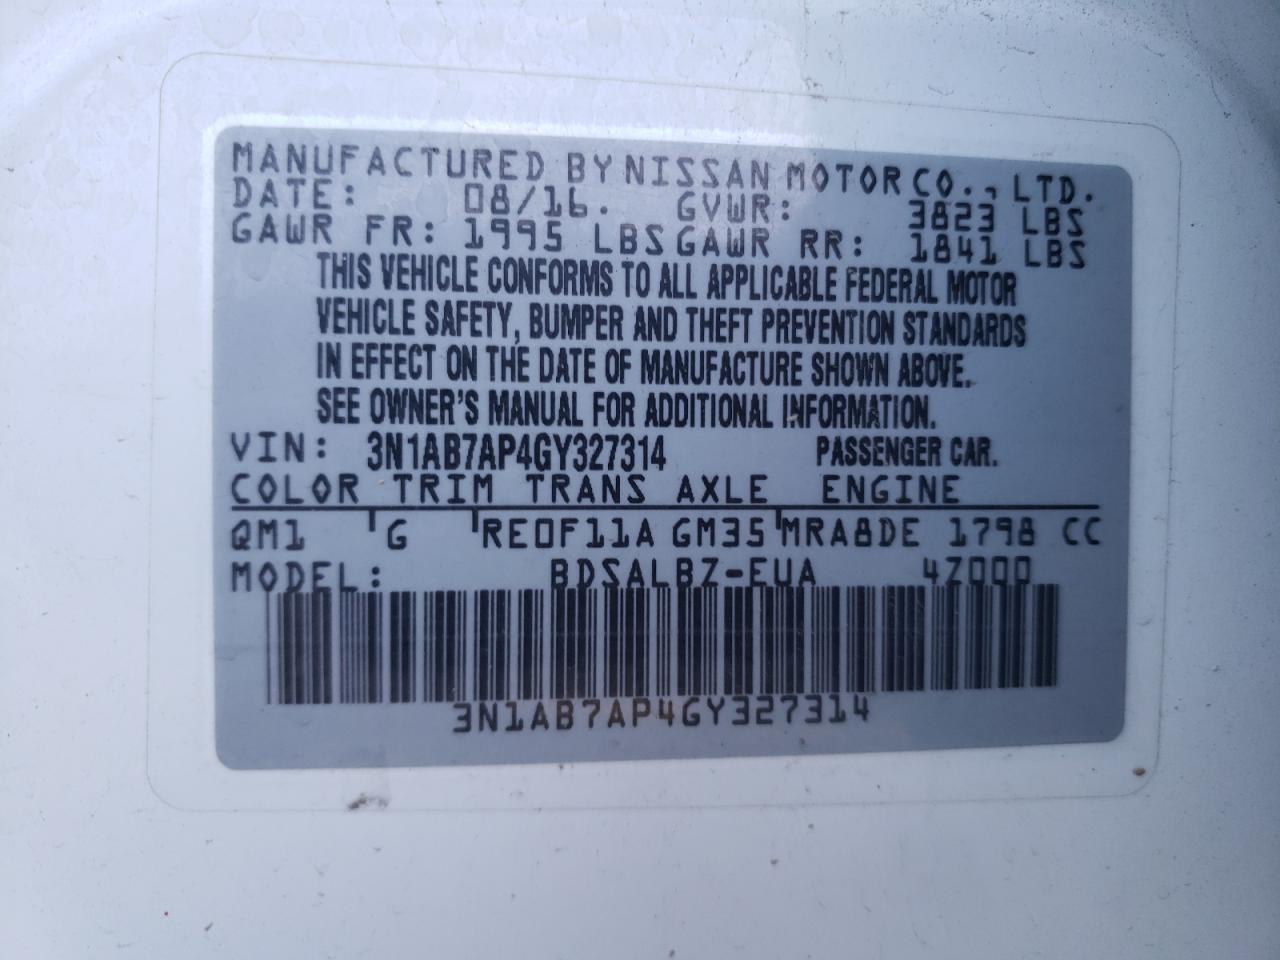 MANUFACTURED BY NISSAN MOTOR CO., LTD.
DATE: 08/16. GVWR: 3823 LBS
GAWR FR: 1995 LBS GAWR RR: 1841 LBS
THIS VEHICLE CONFORMS TO ALL APPLICABLE FEDERAL MOTOR
VEHICLE SAFETY, BUMPER AND THEFT PREVENTION STANDARDS
IN EFFECT ON THE DATE OF MANUFACTURE SHOWN ABOVE.
SEE OWNER'S MANUAL FOR ADDITIONAL INFORMATION.
VIN: 3N1AB7AP4GY327314 PASSENGER CAR.
COLOR TRIM TRANS AXLE ENGINE
QM1 G RE0F11A GM35 MRA8DE 1798 CC
MODEL: BDSALBZ-EUA 4Z000
3N1AB7AP4GY327314